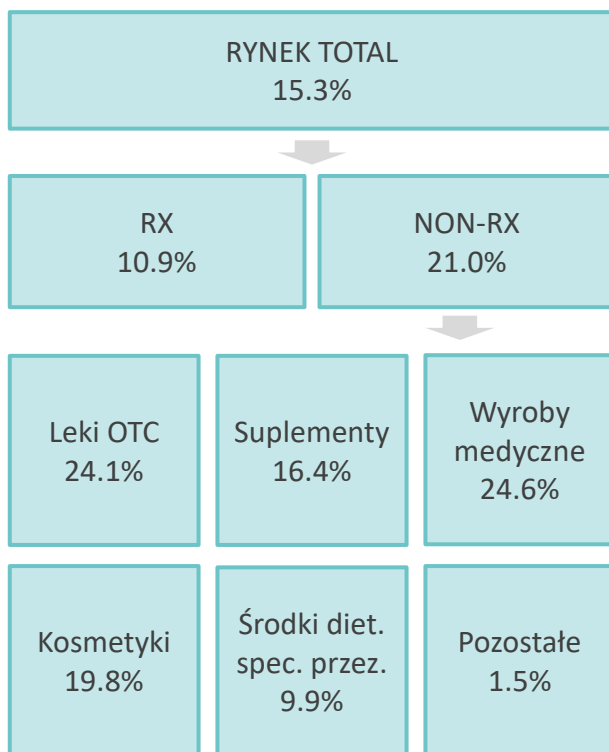 RYNEK TOTAL
15.3%
RX
10.9%
NON-RX
21.0%
Leki OTC
24.1%
Suplementy
16.4%
Wyroby
medyczne
24.6%
Kosmetyki
19.8%
Środki diet.
spec. przez.
9.9%
Pozostałe
1.5%